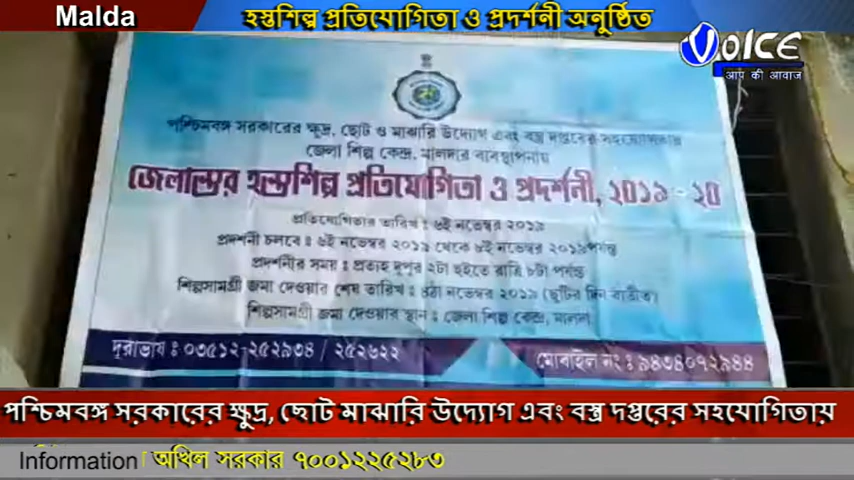 Malda
হস্তশিল্প প্রতিযোগিতা ও প্রদর্শনী অনুষ্ঠিত
VOICE
आप की आवाज
পশ্চিমবঙ্গ সরকারের ক্ষুদ্র, ছোট ও মাঝারি উদ্যোগ এবং বস্ত্র দপ্তরের সহযোগিতায়
জেলা শিল্প কেন্দ্র, মালদার ব্যবস্থাপনায়
জেলাস্তর হস্তশিল্প প্রতিযোগিতা ও প্রদর্শনী, ২০১৯ - ২০
প্রতিযোগিতার তারিখ : ৬ই নভেম্বর ২০১৯
প্রদর্শনী চলবে : ৬ই নভেম্বর ২০১৯ থেকে ৮ই নভেম্বর ২০১৯ পর্যন্ত
প্রদর্শনীর সময় : প্রত্যহ দুপুর ২টা হইতে রাত্রি ৮টা পর্যন্ত
শিল্পসামগ্রী জমা দেওয়ার শেষ তারিখ : ৪ঠা নভেম্বর ২০১৯ (ছুটির দিন ব্যতীত)
শিল্পসামগ্রী জমা দেওয়ার স্থান : জেলা শিল্প কেন্দ্র, মালদা
দূরাভাষ : ০৩৫১২-২৫২৯৩৪ / ২৫২৬২২
মোবাইল নং : ৯৪৩৪০৭২৯৪৪
পশ্চিমবঙ্গ সরকারের ক্ষুদ্র, ছোট মাঝারি উদ্যোগ এবং বস্ত্র দপ্তরের সহযোগিতায়
Information অখিল সরকার ৭০০১২২৫২৮৩